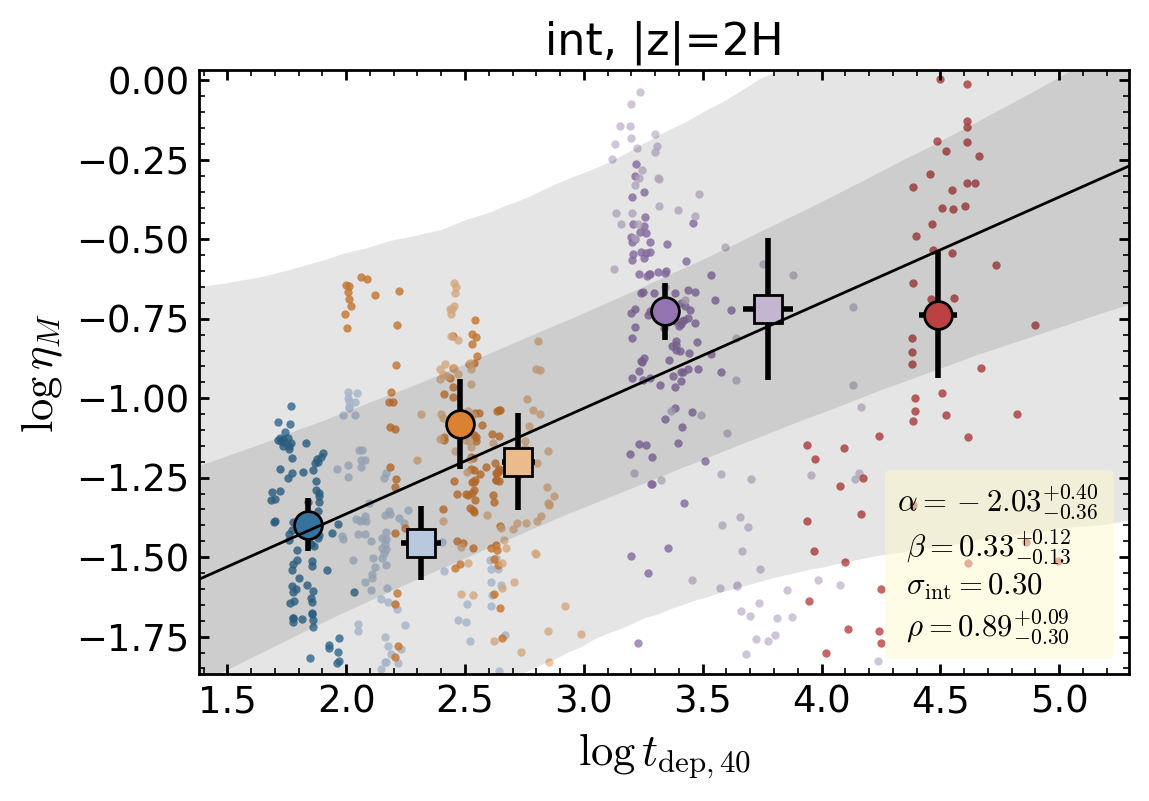 int, |z|=2H
0.00
−0.25
−0.50
−0.75
−1.00
−1.25
−1.50
−1.75
log η_M
α = − 2.03^{+0.40}_{−0.36}
β = 0.33^{+0.12}_{−0.13}
σ_int = 0.30
ρ = 0.89^{+0.09}_{−0.30}
1.5 2.0 2.5 3.0 3.5 4.0 4.5 5.0
log t_{dep, 40}